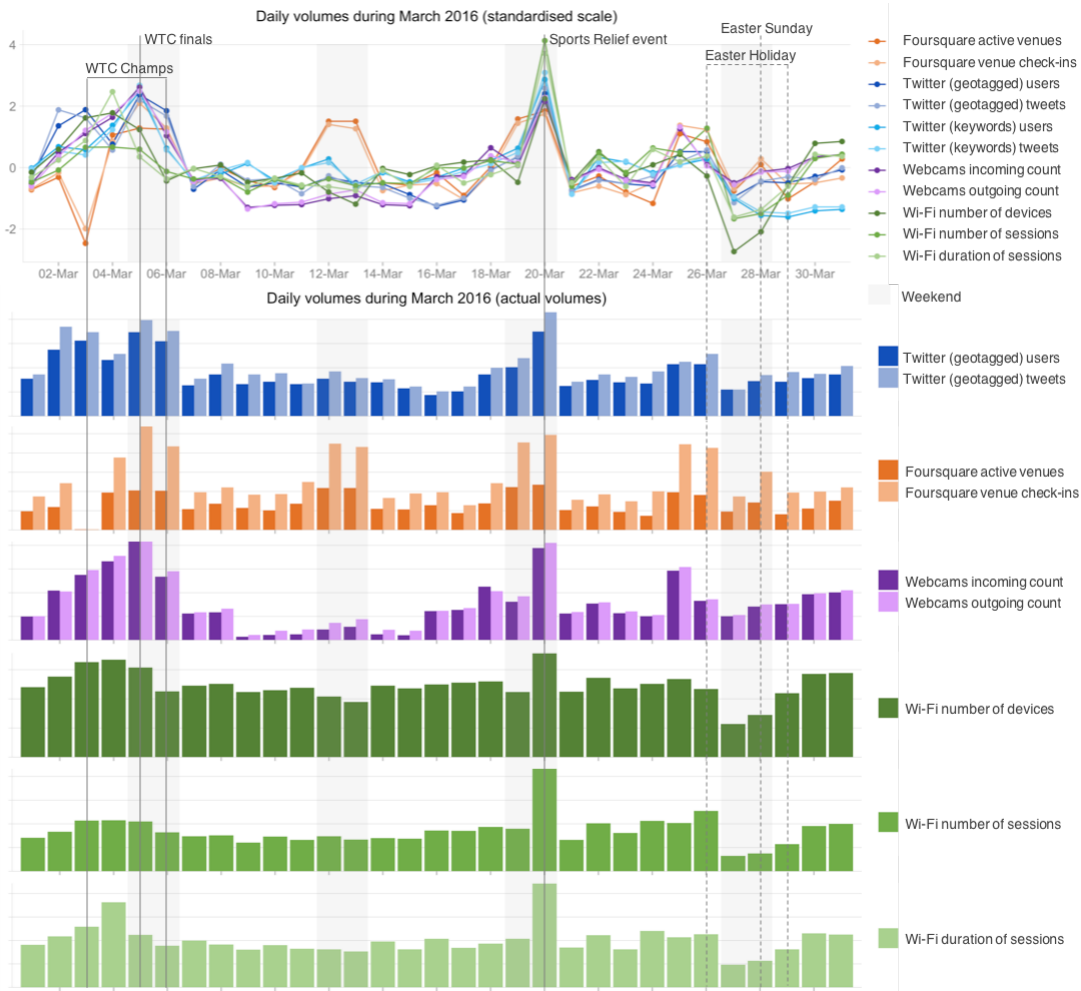 Daily volumes during March 2016 (standardised scale)
Easter Sunday
WTC finals
Sports Relief event
Easter Holiday
WTC Champs
4
2
0
-2
02-Mar 04-Mar 06-Mar 08-Mar 10-Mar 12-Mar 14-Mar 16-Mar 18-Mar 20-Mar 22-Mar 24-Mar 26-Mar 28-Mar 30-Mar
Foursquare active venues
Foursquare venue check-ins
Twitter (geotagged) users
Twitter (geotagged) tweets
Twitter (keywords) users
Twitter (keywords) tweets
Webcams incoming count
Webcams outgoing count
Wi-Fi number of devices
Wi-Fi number of sessions
Wi-Fi duration of sessions
Weekend
Daily volumes during March 2016 (actual volumes)
Twitter (geotagged) users
Twitter (geotagged) tweets
Foursquare active venues
Foursquare venue check-ins
Webcams incoming count
Webcams outgoing count
Wi-Fi number of devices
Wi-Fi number of sessions
Wi-Fi duration of sessions